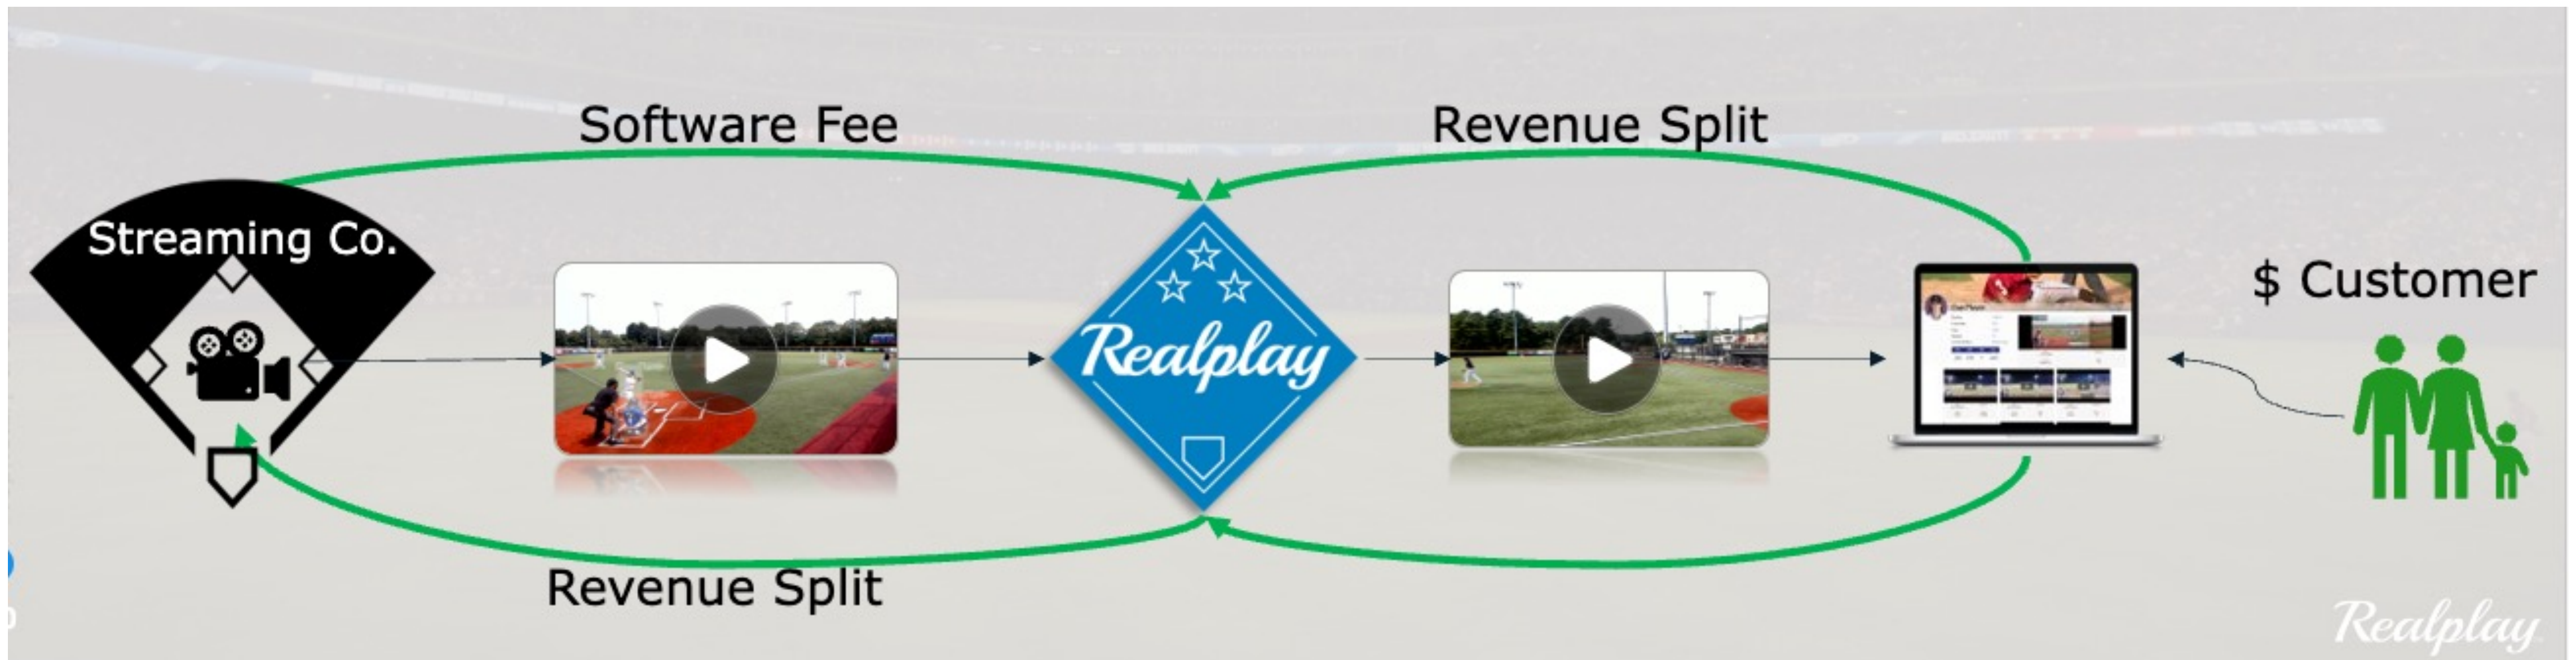 Software Fee
Revenue Split
Streaming Co.
$ Customer
Realplay
Revenue Split
Realplay